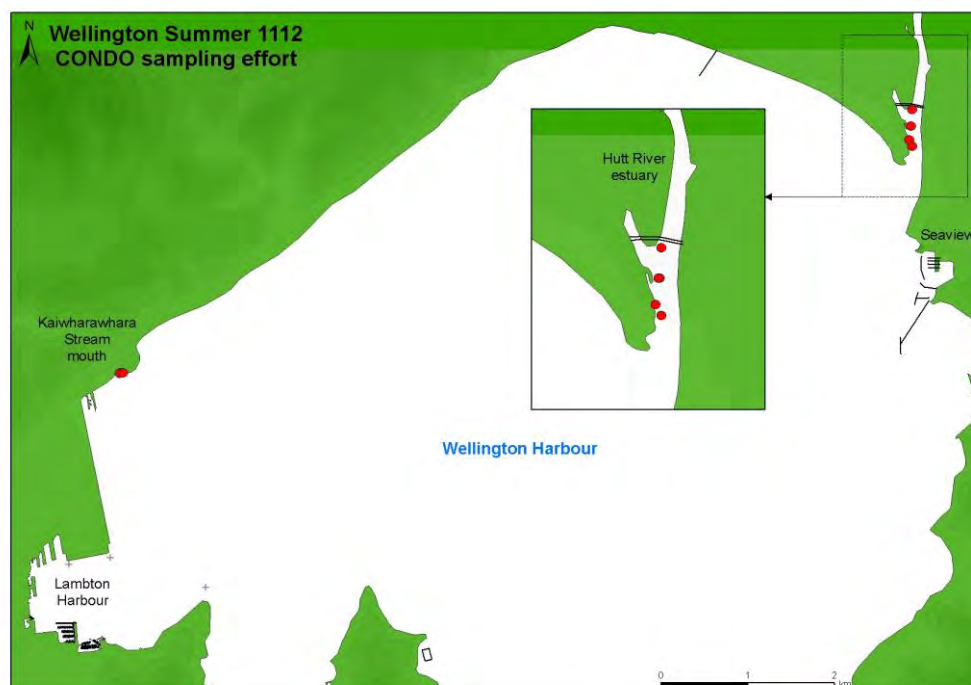 N
Wellington Summer 1112
CONDO sampling effort
Hutt River
estuary
Seaview
Kaiwharawhara
Stream
mouth
Wellington Harbour
Lambton
Harbour
0 1 2
km